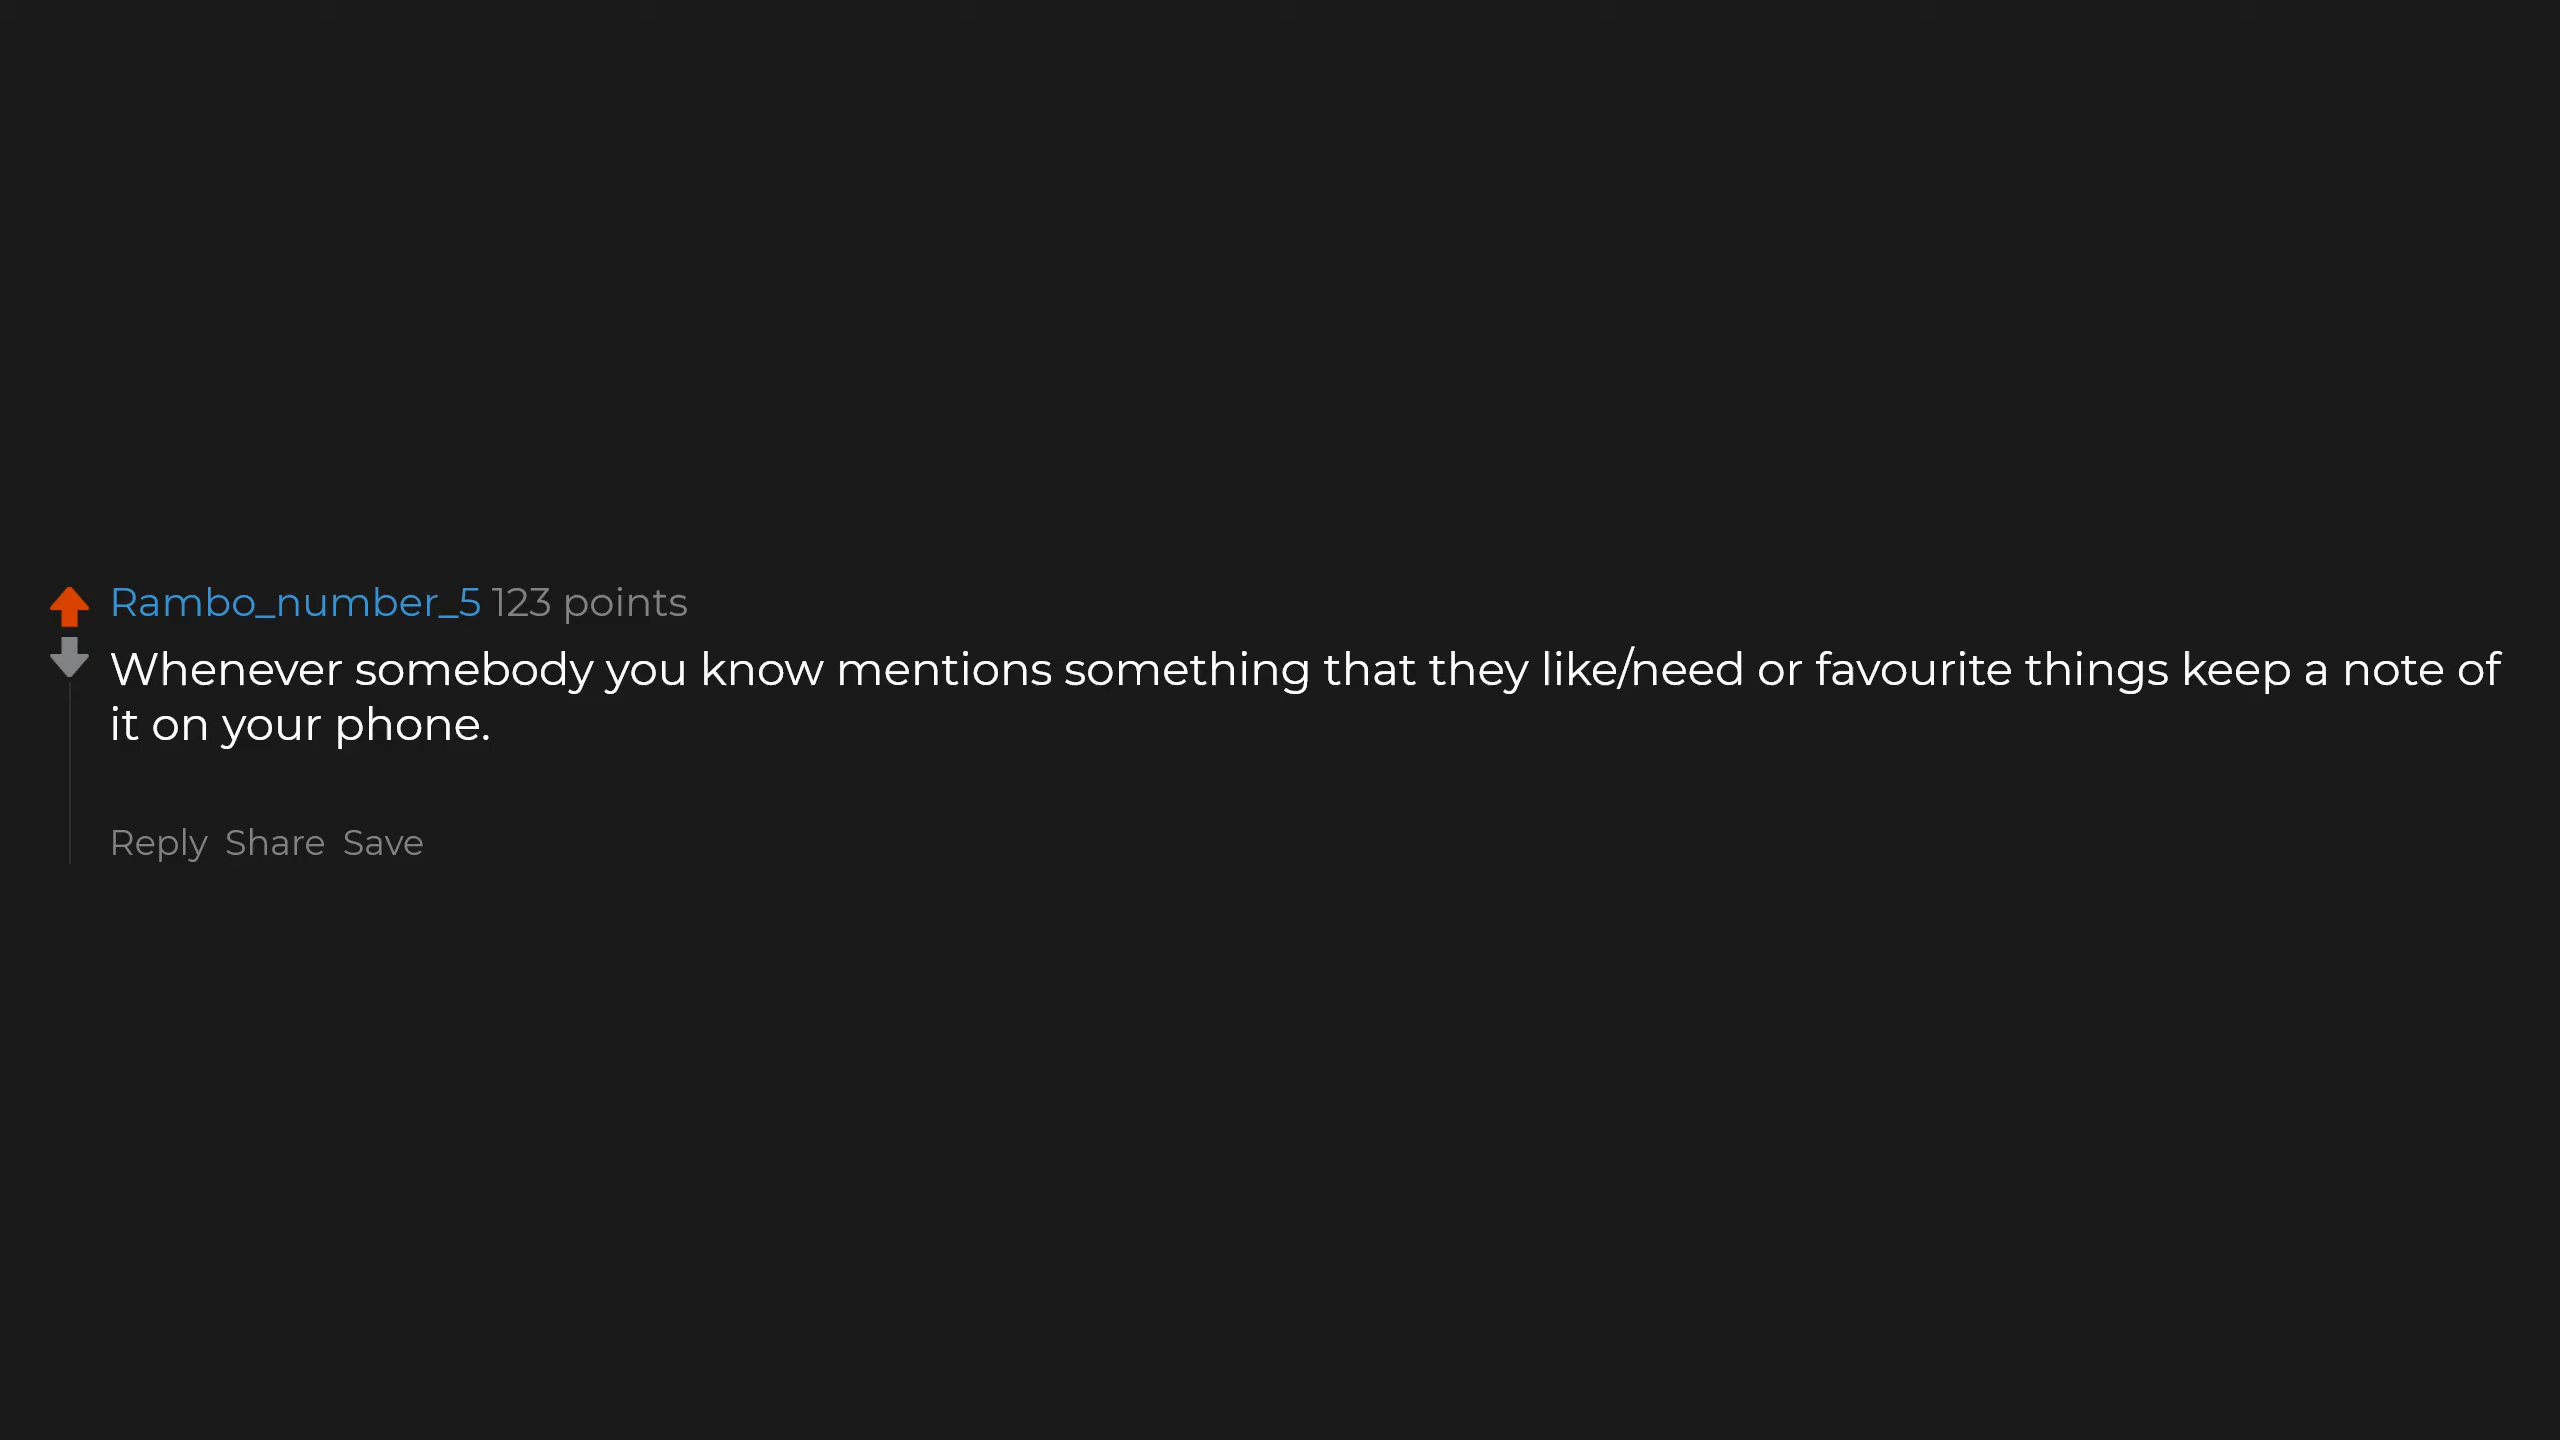 Rambo_number_5 123 points
Whenever somebody you know mentions something that they like/need or favourite things keep a note of
it on your phone.
Reply Share Save